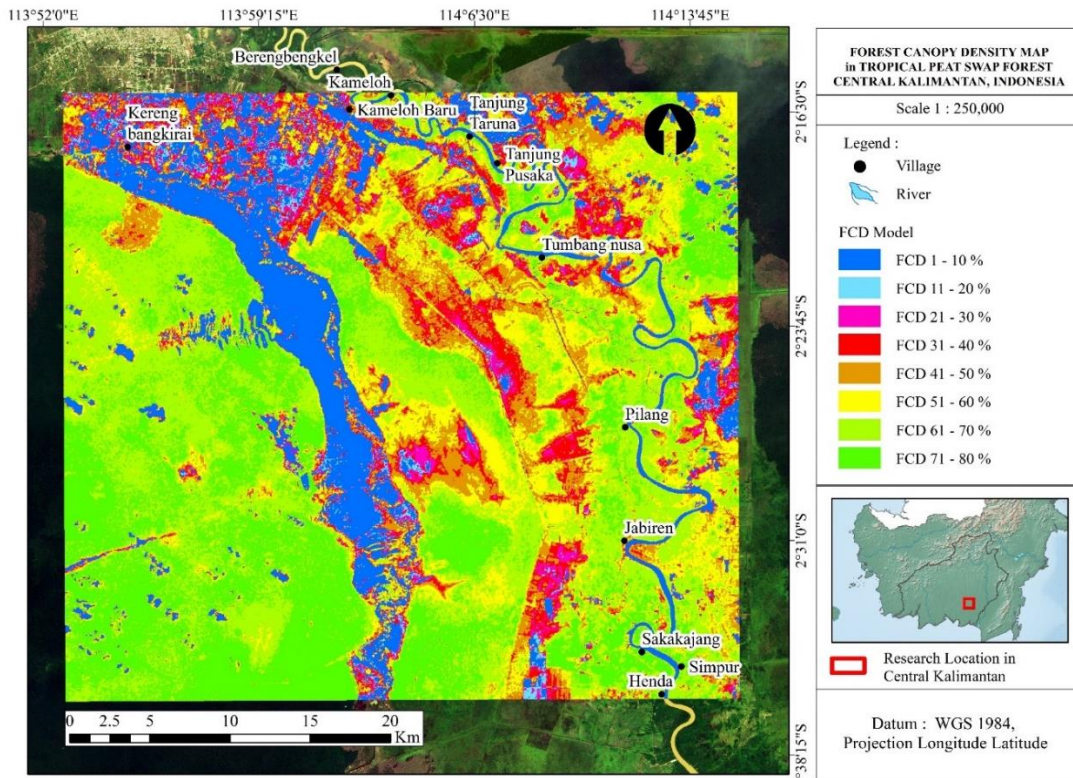 113°52'0"E
113°59'15"E
114°6'30"E
114°13'45"E
Berengbengkel
Kameloh
Kameloh Baru
Tanjung
Taruna
Kereng
bangkirai
Tanjung
Pusaka
Tumbang nusa
Pilang
Jabiren
Sakakajang
Simpur
Henda
2°16'30"S
2°23'45"S
2°31'0"S
2°38'15"S
0 2.5 5 10 15 20
Km
FOREST CANOPY DENSITY MAP
in TROPICAL PEAT SWAP FOREST
CENTRAL KALIMANTAN, INDONESIA
Scale 1 : 250,000
Legend :
Village
River
FCD Model
FCD 1 - 10 %
FCD 11 - 20 %
FCD 21 - 30 %
FCD 31 - 40 %
FCD 41 - 50 %
FCD 51 - 60 %
FCD 61 - 70 %
FCD 71 - 80 %
Research Location in
Central Kalimantan
Datum : WGS 1984,
Projection Longitude Latitude